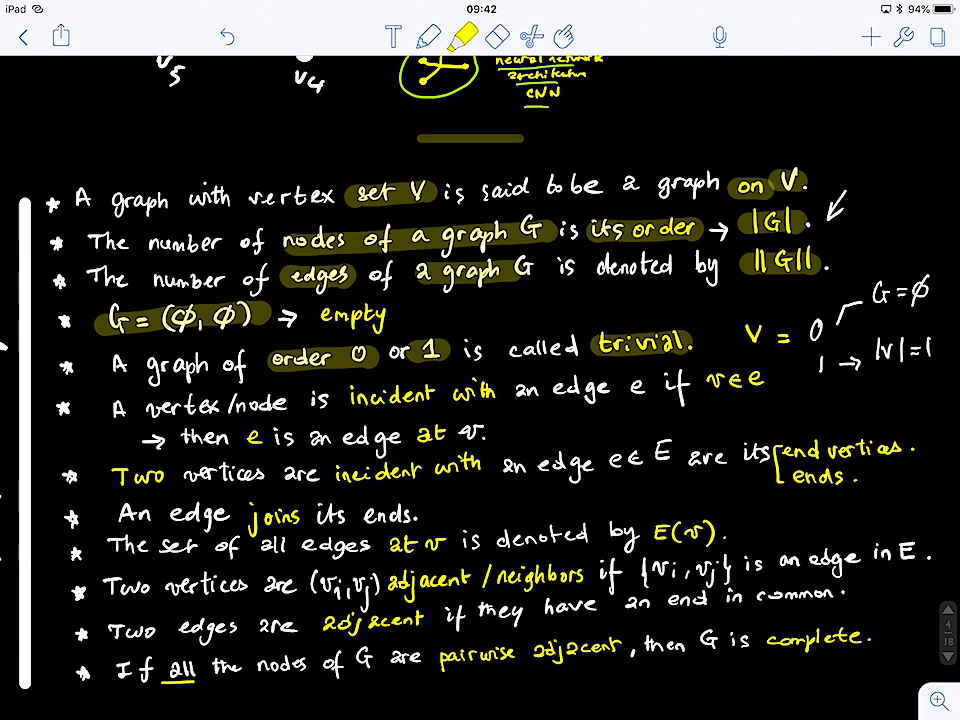 iPad 09:42 94%
T
v5 v4
neural network
architecture
CNN
* A graph with vertex set V is said to be a graph on V.
* The number of nodes of a graph G is its order → |G|.
* The number of edges of a graph G is denoted by ||G||.
* G = (∅, ∅) → empty
* A graph of order 0 or 1 is called trivial.
V = 0 G = ∅
1 → |V| = 1
* A vertex/node is incident with an edge e if v ∈ e
→ then e is an edge at v.
* Two vertices are incident with an edge e ∈ E are its end vertices.
ends.
* An edge joins its ends.
* The set of all edges at v is denoted by E(v).
* Two vertices are (vi, vj) adjacent/neighbors if {vi, vj} is an edge in E.
* Two edges are adjacent if they have an end in common.
* If all the nodes of G are pairwise adjacent, then G is complete.
4
18